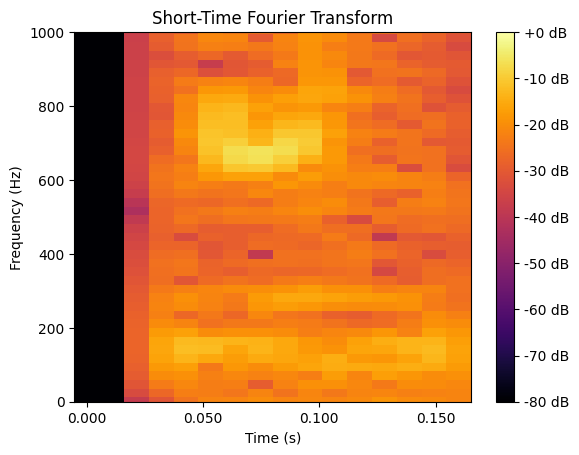 Short-Time Fourier Transform
1000
800
600
400
200
0
Frequency (Hz)
0.000
0.050
0.100
0.150
Time (s)
+0 dB
-10 dB
-20 dB
-30 dB
-40 dB
-50 dB
-60 dB
-70 dB
-80 dB